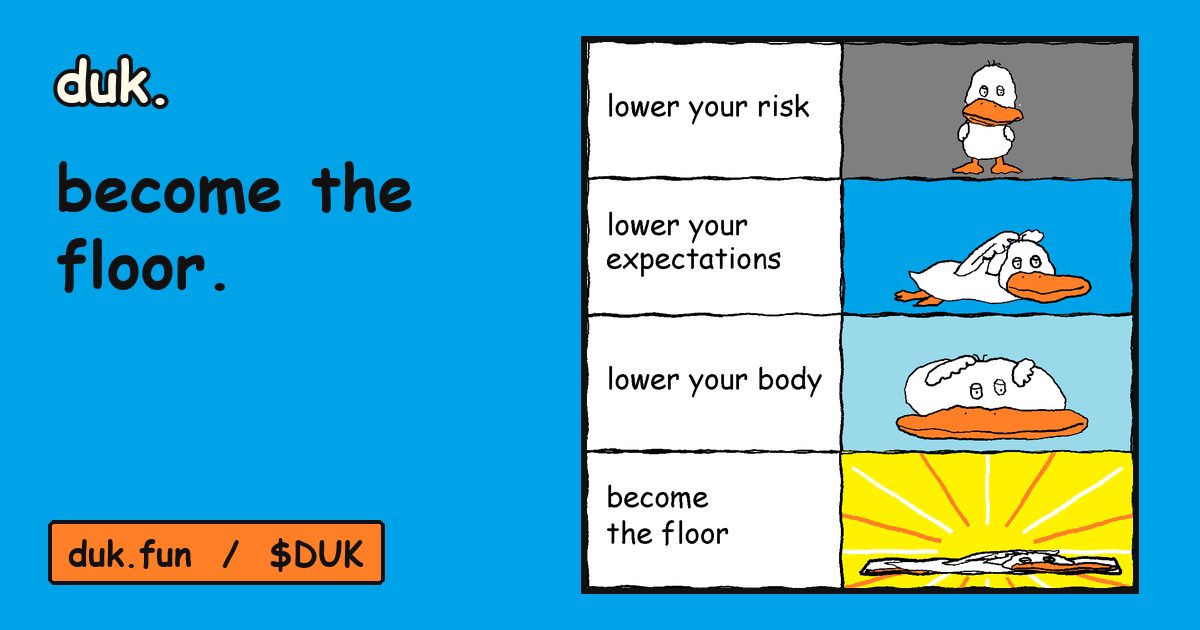 duk.
become the
floor.
duk.fun / $DUK
lower your risk
lower your
expectations
lower your body
become
the floor